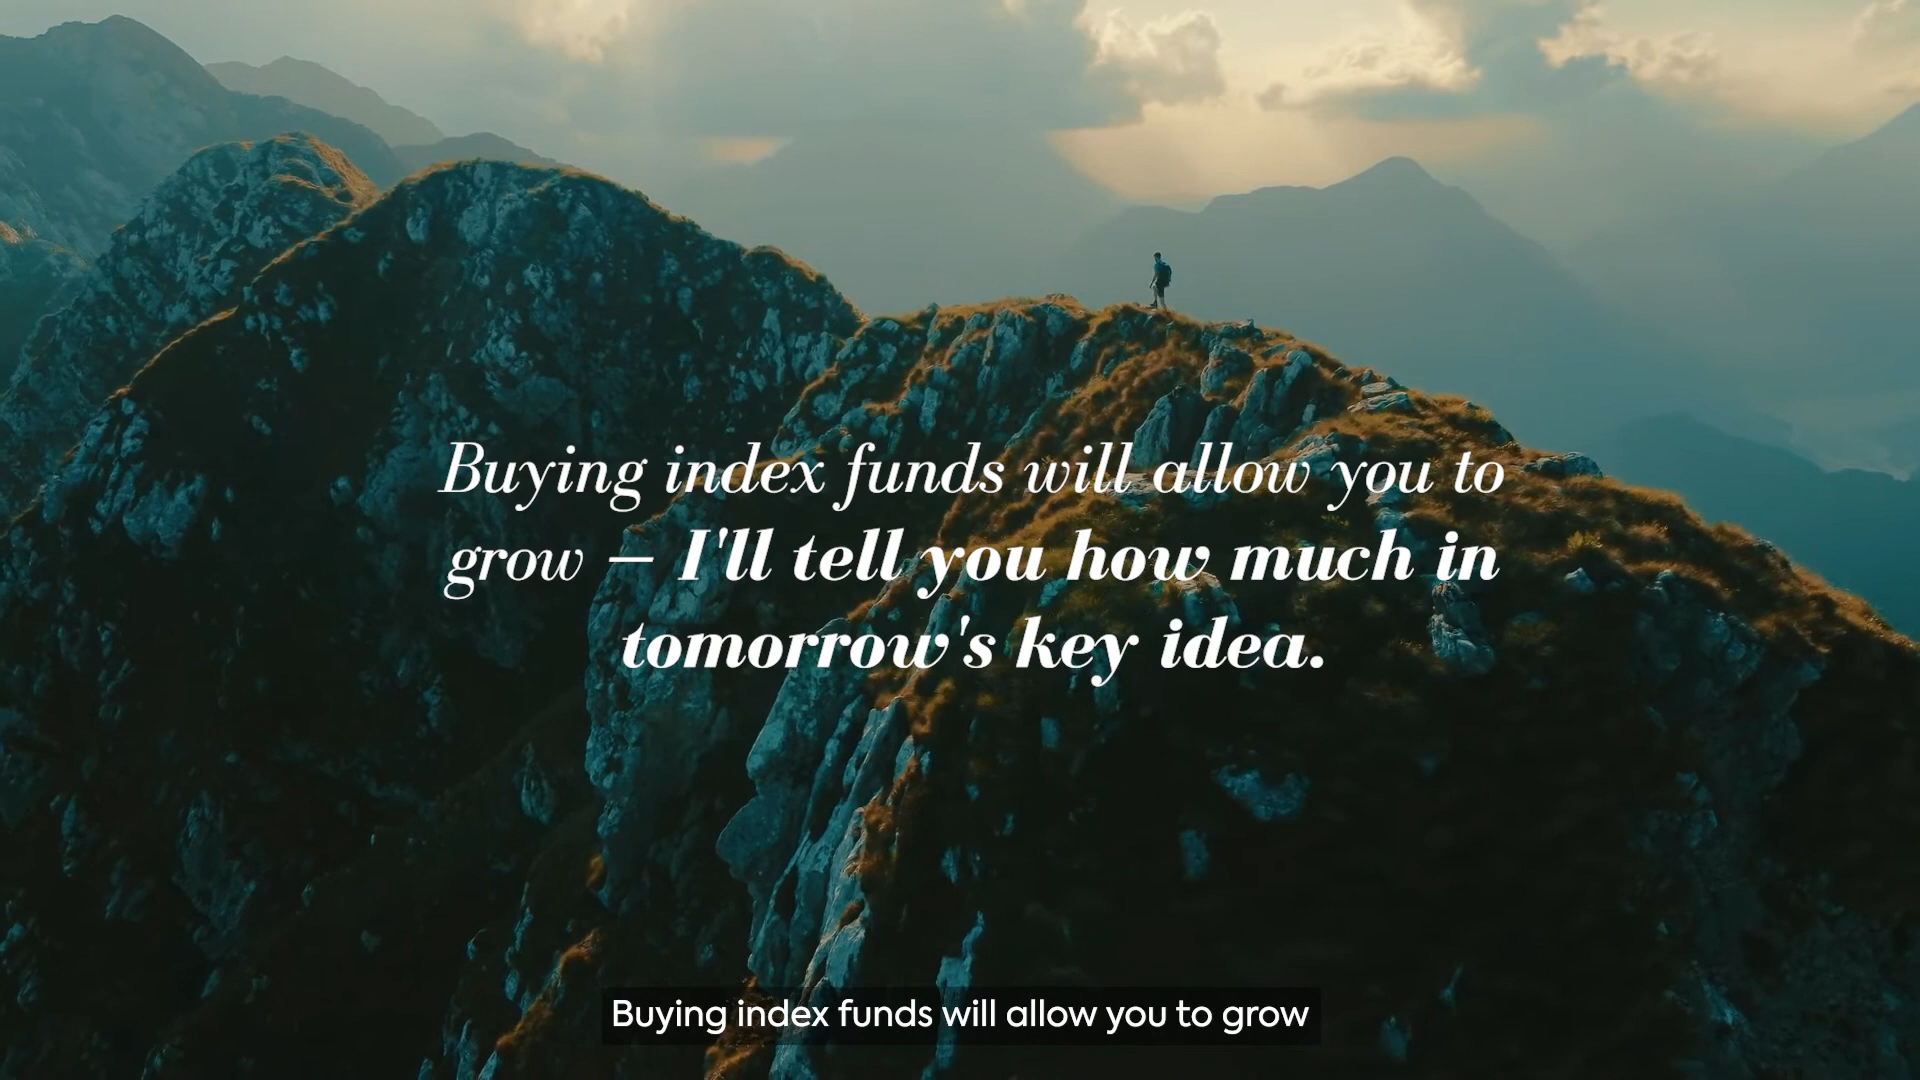 Buying index funds will allow you to
grow – I'll tell you how much in
tomorrow's key idea.
Buying index funds will allow you to grow